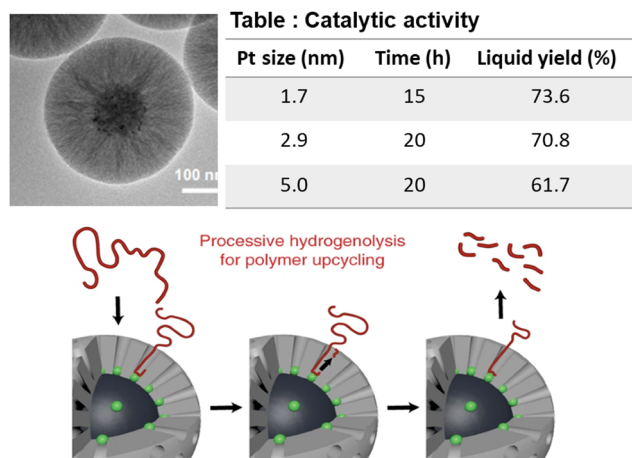 Table : Catalytic activity
Pt size (nm) Time (h) Liquid yield (%)
1.7 15 73.6
2.9 20 70.8
5.0 20 61.7
100
Processive hydrogenolysis
for polymer upcycling